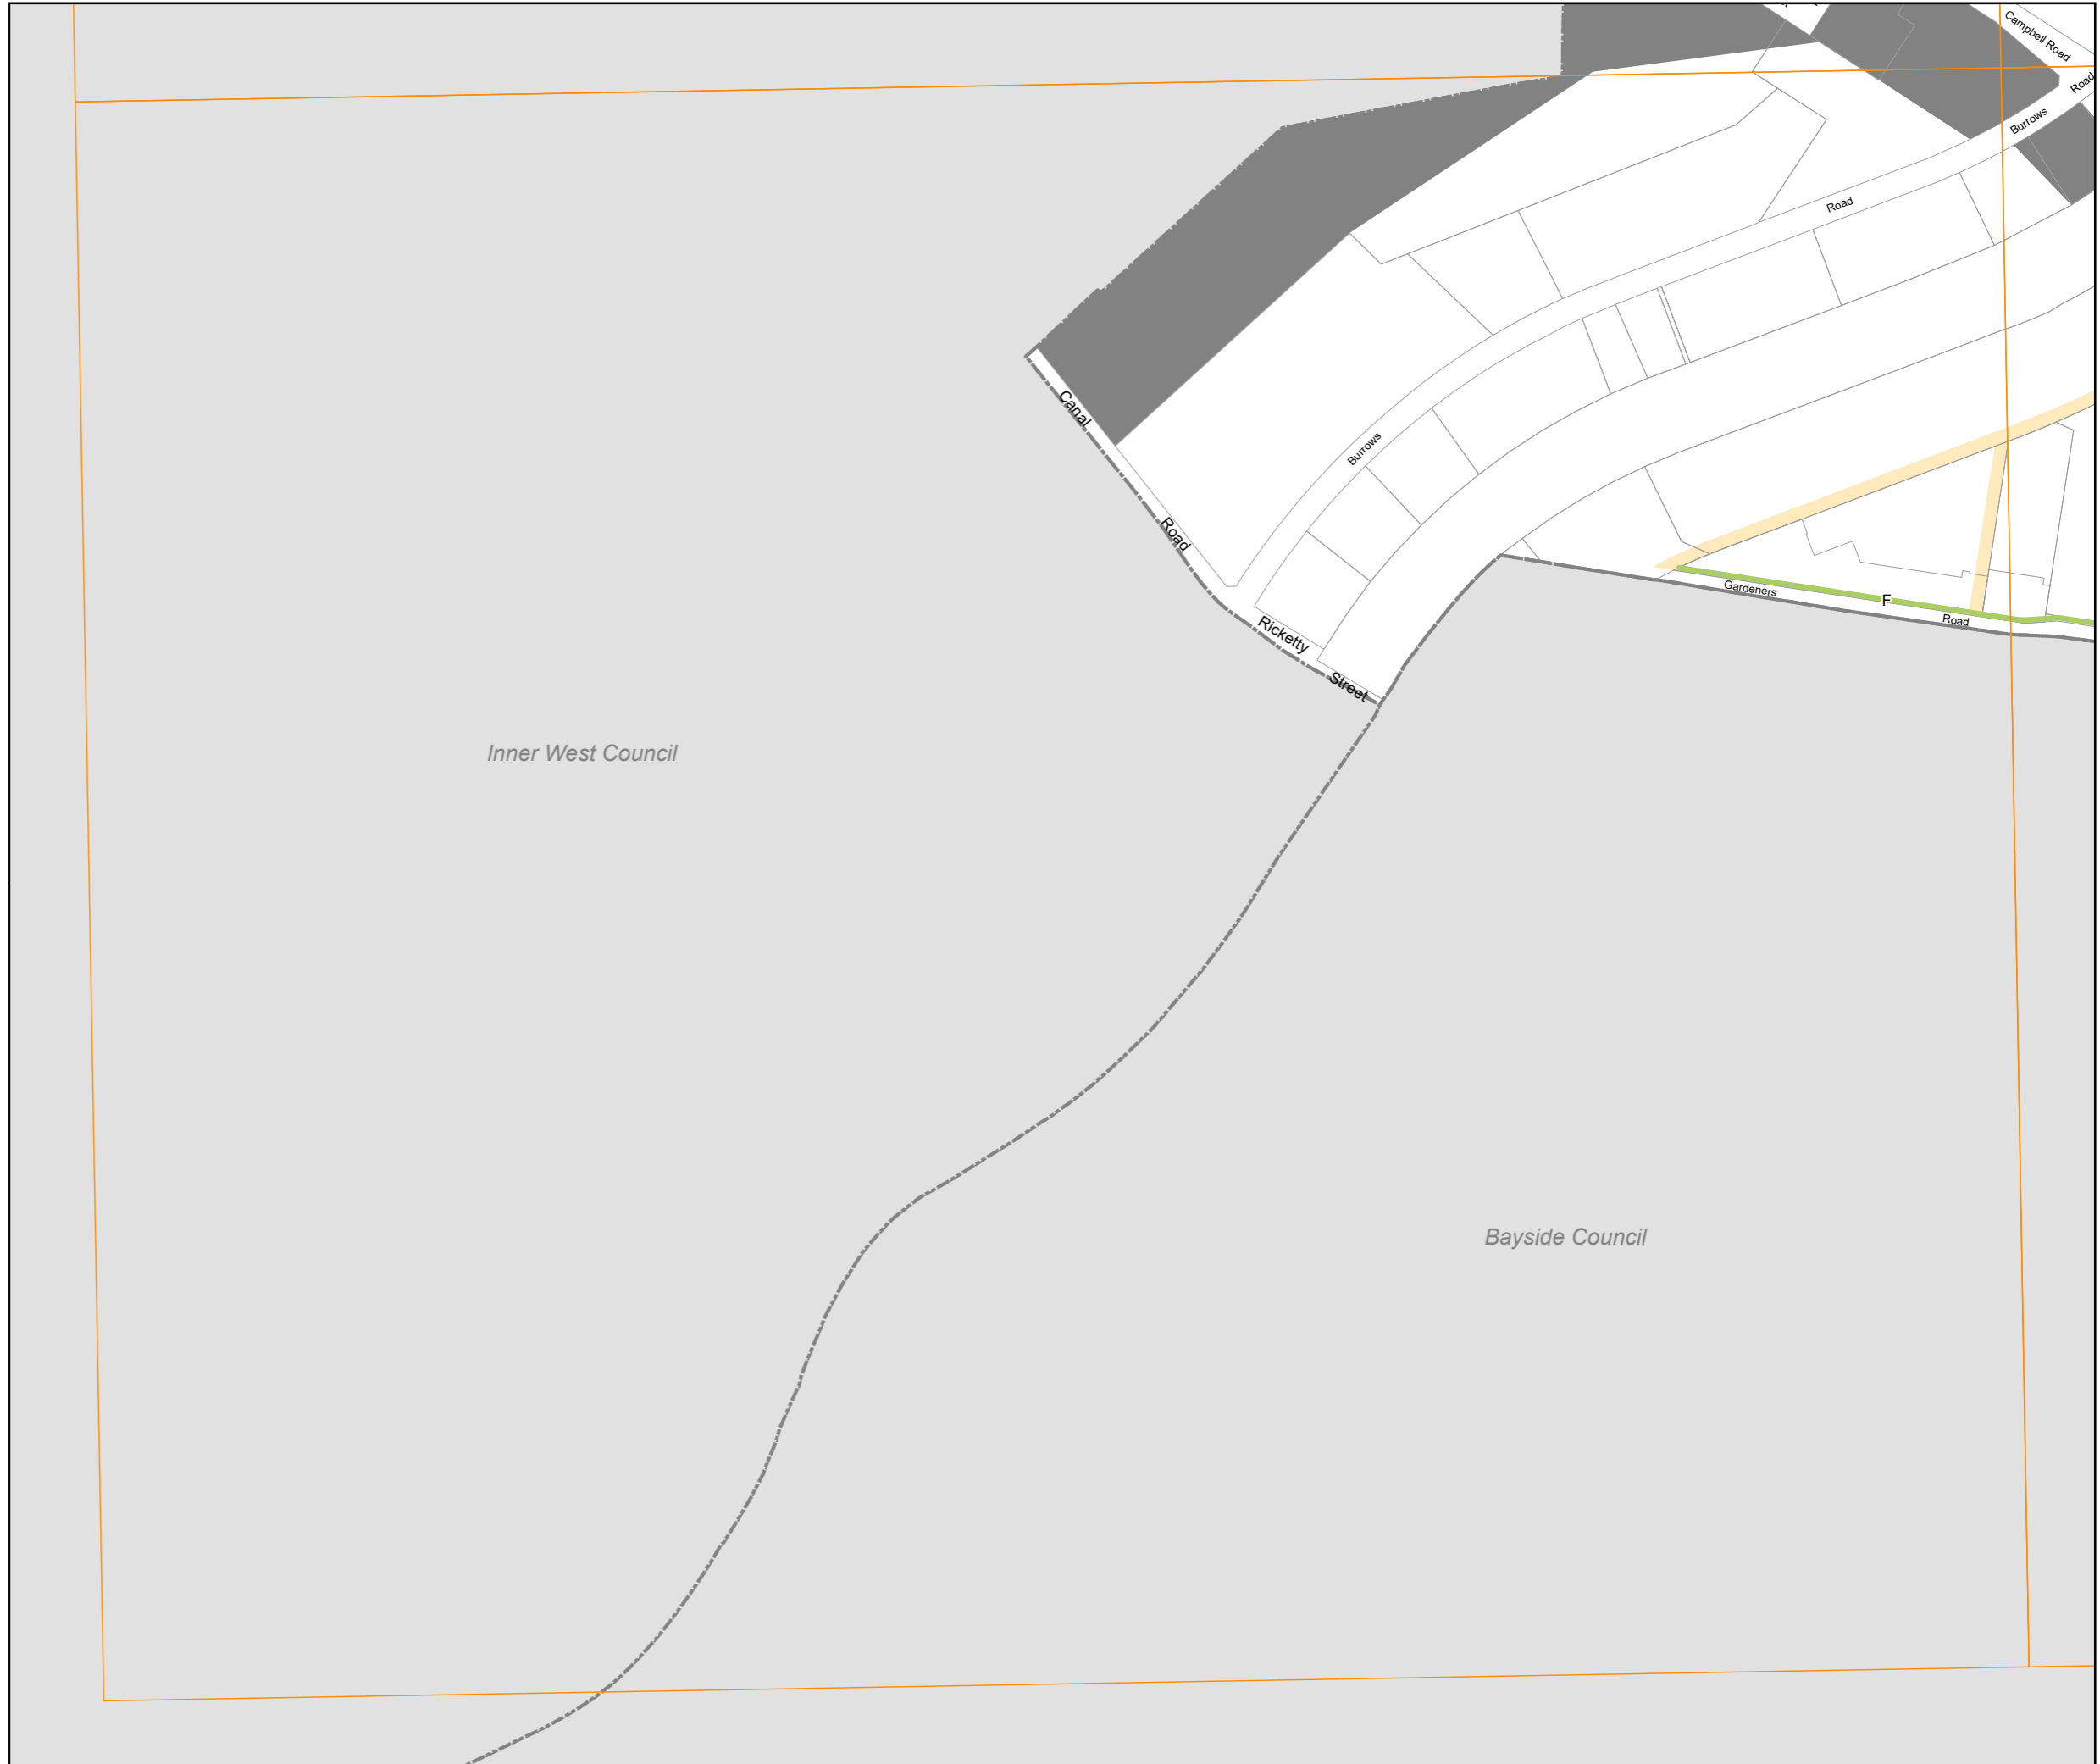 Campbell Road
Road
Burrows
Road
Canal
Burrows
Road
Gardeners
F
Road
Ricketty
Street
Inner West Council
Bayside Council